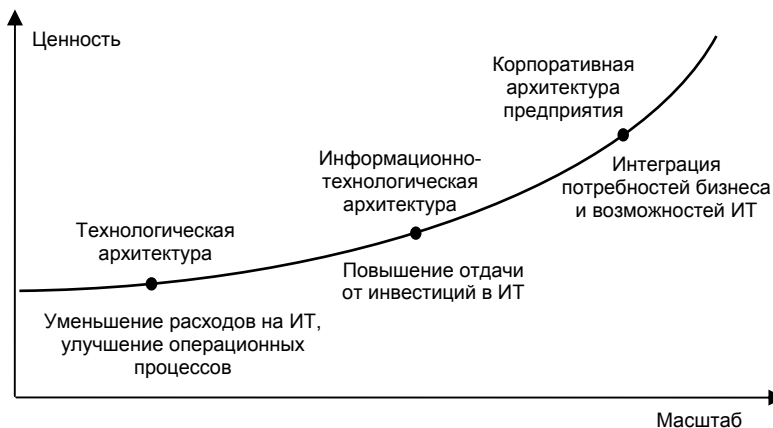 Ценность
Корпоративная
архитектура
предприятия
Информационно-
технологическая
архитектура
Интеграция
потребностей бизнеса
и возможностей ИТ
Технологическая
архитектура
Повышение отдачи
от инвестиций в ИТ
Уменьшение расходов на ИТ,
улучшение операционных
процессов
Масштаб